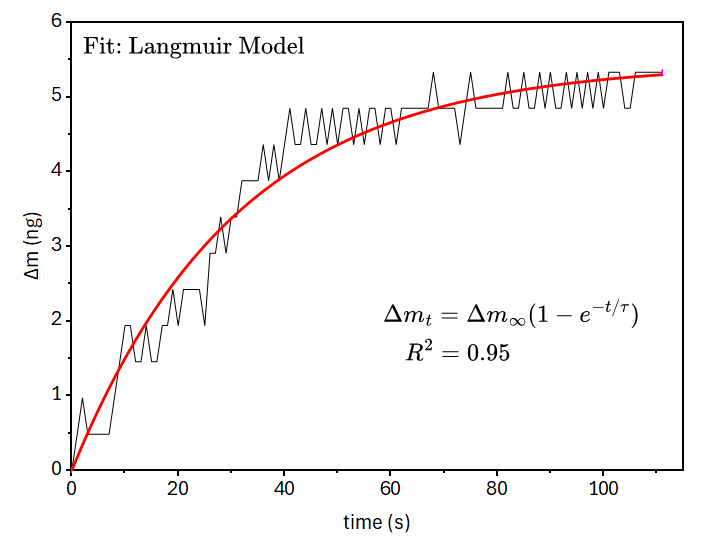 Fit: Langmuir Model
6
5
4
3
2
1
0
Δm (ng)
Δm_t = Δm_∞(1 − e^{−t/τ})
R² = 0.95
0 20 40 60 80 100
time (s)